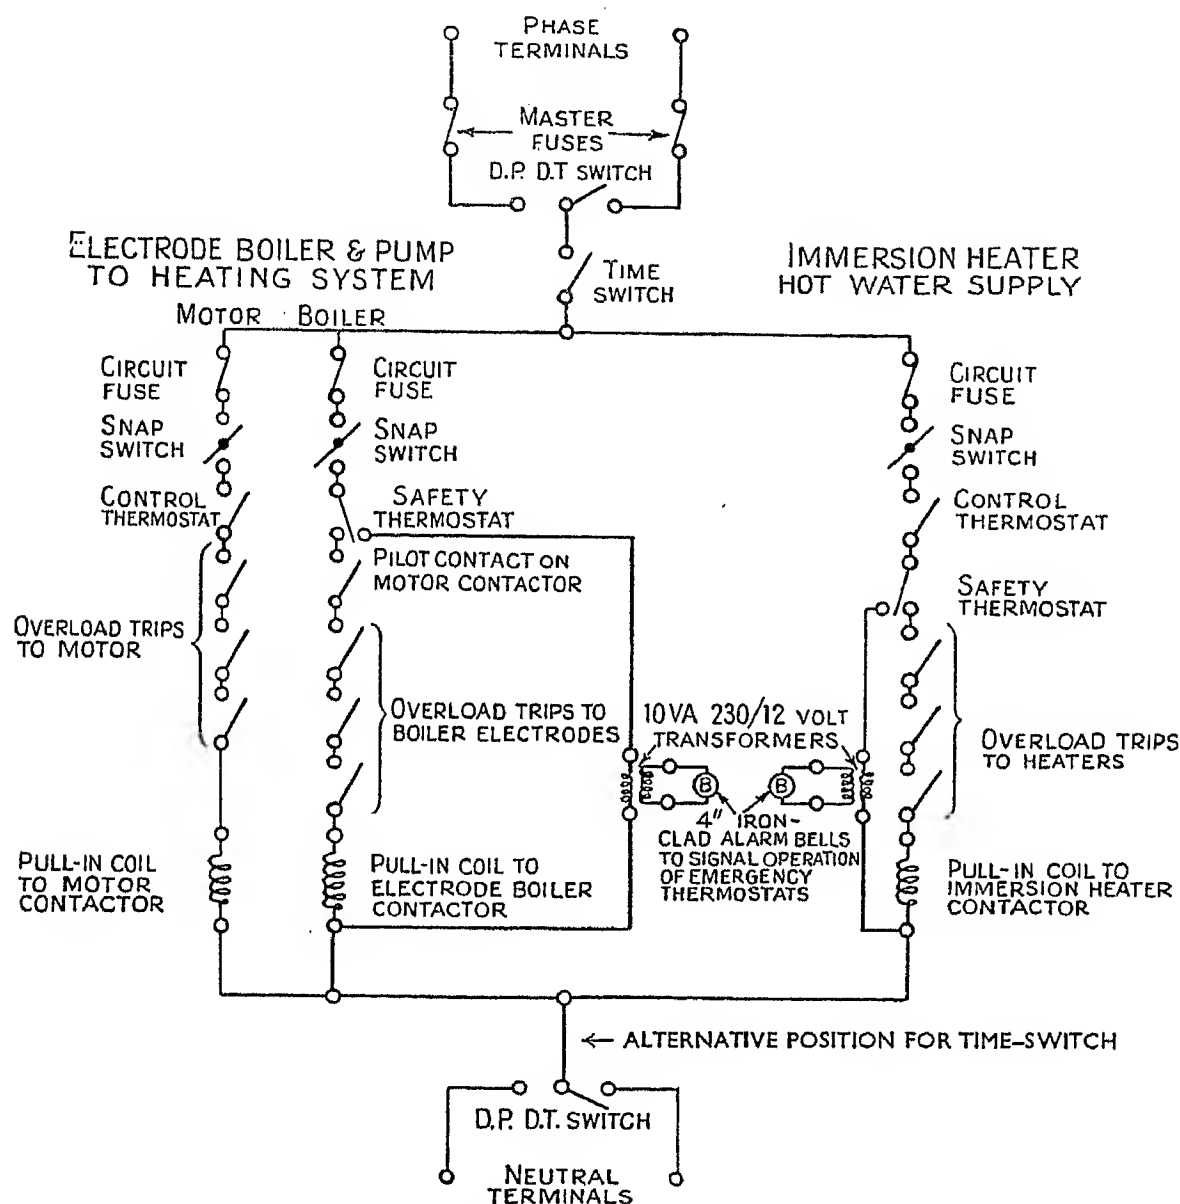 PHASE
TERMINALS
MASTER
FUSES
D.P. D.T SWITCH
ELECTRODE BOILER & PUMP
TO HEATING SYSTEM
TIME
SWITCH
IMMERSION HEATER
HOT WATER SUPPLY
MOTOR BOILER
CIRCUIT
FUSE
CIRCUIT
FUSE
CIRCUIT
FUSE
SNAP
SWITCH
SNAP
SWITCH
SNAP
SWITCH
CONTROL
THERMOSTAT
SAFETY
THERMOSTAT
CONTROL
THERMOSTAT
PILOT CONTACT ON
MOTOR CONTACTOR
SAFETY
THERMOSTAT
OVERLOAD TRIPS
TO MOTOR
OVERLOAD TRIPS TO
BOILER ELECTRODES
10VA 230/12 VOLT
TRANSFORMERS
OVERLOAD TRIPS
TO HEATERS
B
B
4" IRON-
CLAD ALARM BELLS
TO SIGNAL OPERATION
OF EMERGENCY
THERMOSTATS
PULL-IN COIL
TO MOTOR
CONTACTOR
PULL-IN COIL TO
ELECTRODE BOILER
CONTACTOR
PULL-IN COIL TO
IMMERSION HEATER
CONTACTOR
ALTERNATIVE POSITION FOR TIME-SWITCH
D.P. D.T. SWITCH
NEUTRAL
TERMINALS